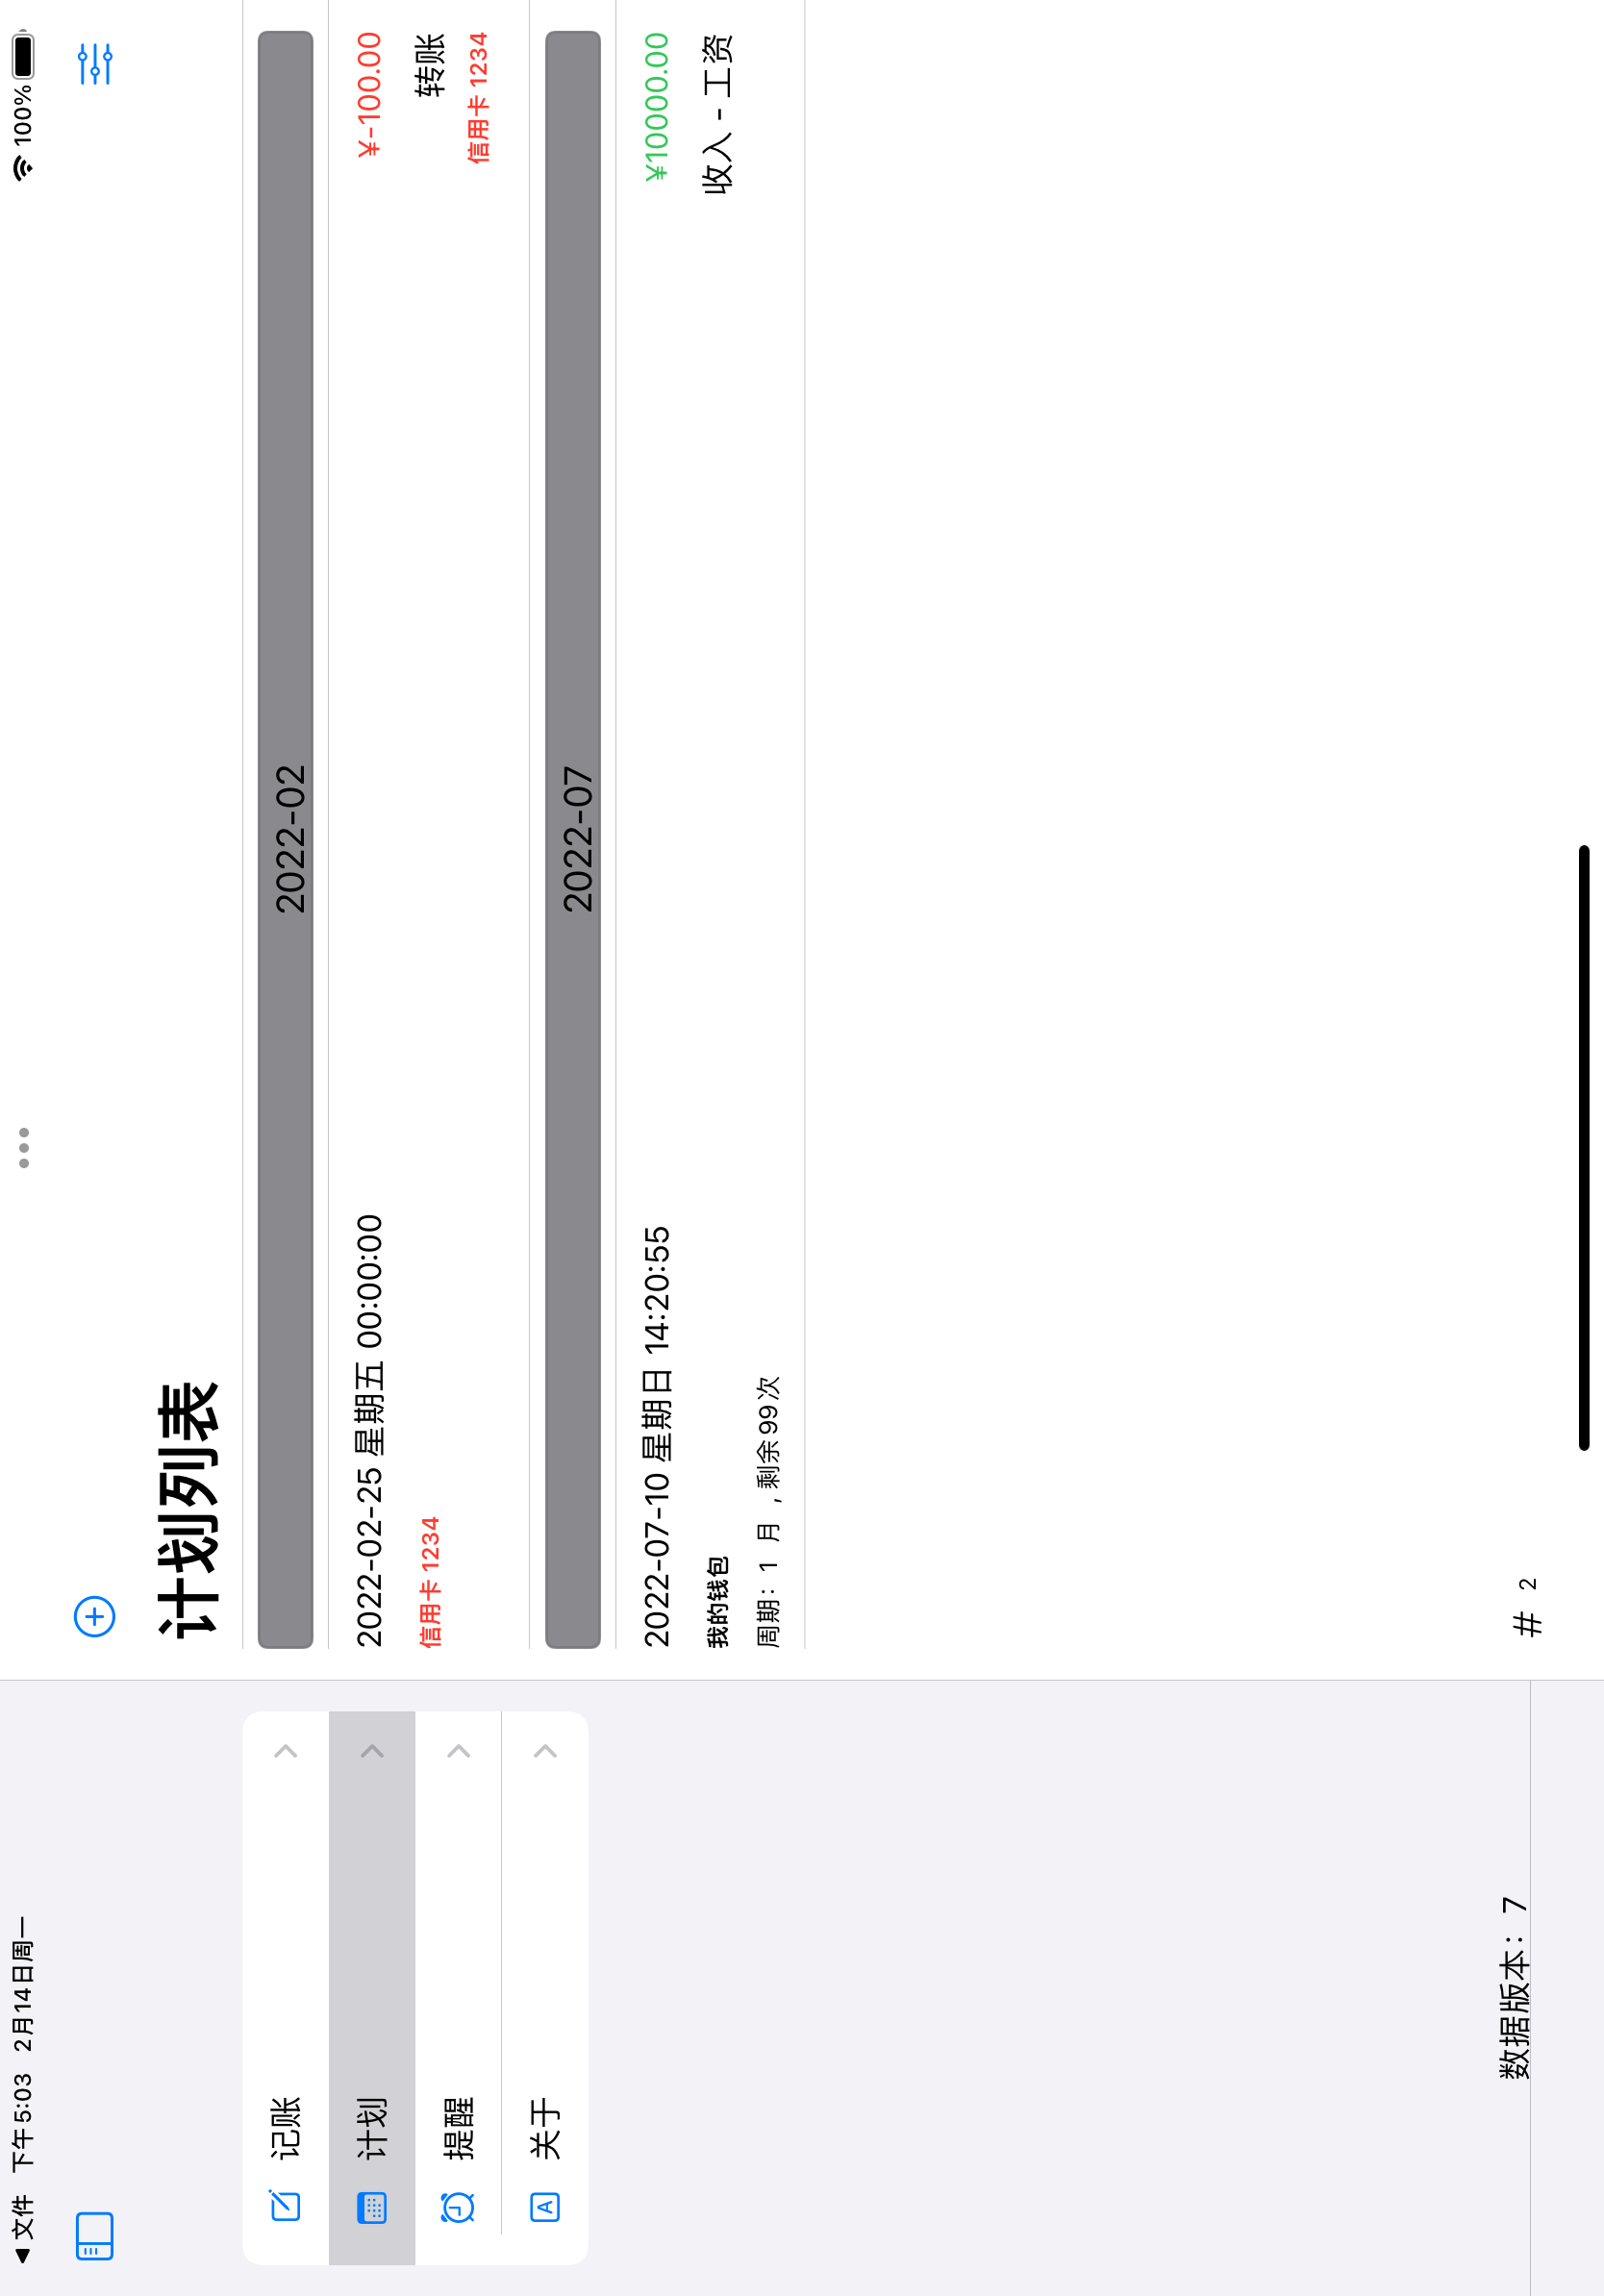 文件 下午5:03 2月14日周一
100%
记账
计划
提醒
关于
数据版本：7
计划列表
2022-02
2022-02-25 星期五 00:00:00
¥-100.00
信用卡 1234
转账
信用卡 1234
2022-07
2022-07-10 星期日 14:20:55
¥10000.00
我的钱包
收入 - 工资
周期：1 月 , 剩余99次
# 2